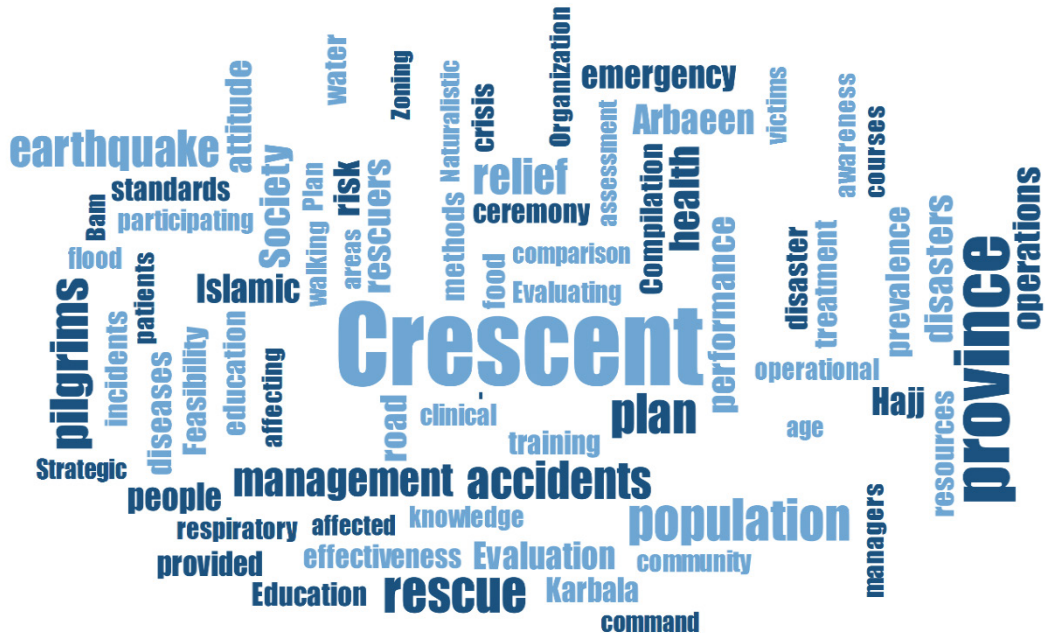 water
Zoning
Naturalistic
crisis
Organization
emergency
victims
awareness
courses
earthquake
attitude
Arbaeen
assessment
standards
Society
Plan
risk
rescuers
relief
Compilation
health
Bam
participating
walking
areas
methods
ceremony
comparison
performance
disaster
treatment
prevalence
disasters
province
operations
flood
patients
Islamic
food
Evaluating
pilgrims
incidents
diseases
Feasibility
education
affecting
Crescent
operational
-
road
clinical
plan
Hajj
resources
training
age
Strategic
people
management
accidents
respiratory
affected
knowledge
population
managers
provided
effectiveness
Evaluation
community
Education
rescue
Karbala
command